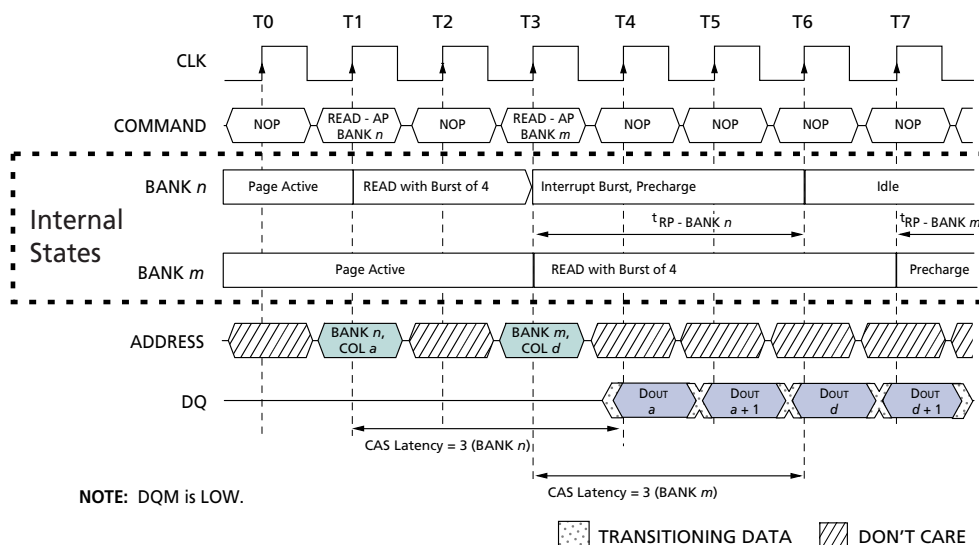 T0 T1 T2 T3 T4 T5 T6 T7
CLK
COMMAND NOP READ - AP BANK n NOP READ - AP BANK m NOP NOP NOP NOP
Internal States
BANK n Page Active READ with Burst of 4 Interrupt Burst, Precharge Idle
tRP - BANK n tRP - BANK m
BANK m Page Active READ with Burst of 4 Precharge
ADDRESS BANK n, COL a BANK m, COL d
DQ DOUT a DOUT a + 1 DOUT d DOUT d + 1
CAS Latency = 3 (BANK n)
CAS Latency = 3 (BANK m)
NOTE: DQM is LOW.
TRANSITIONING DATA DON'T CARE